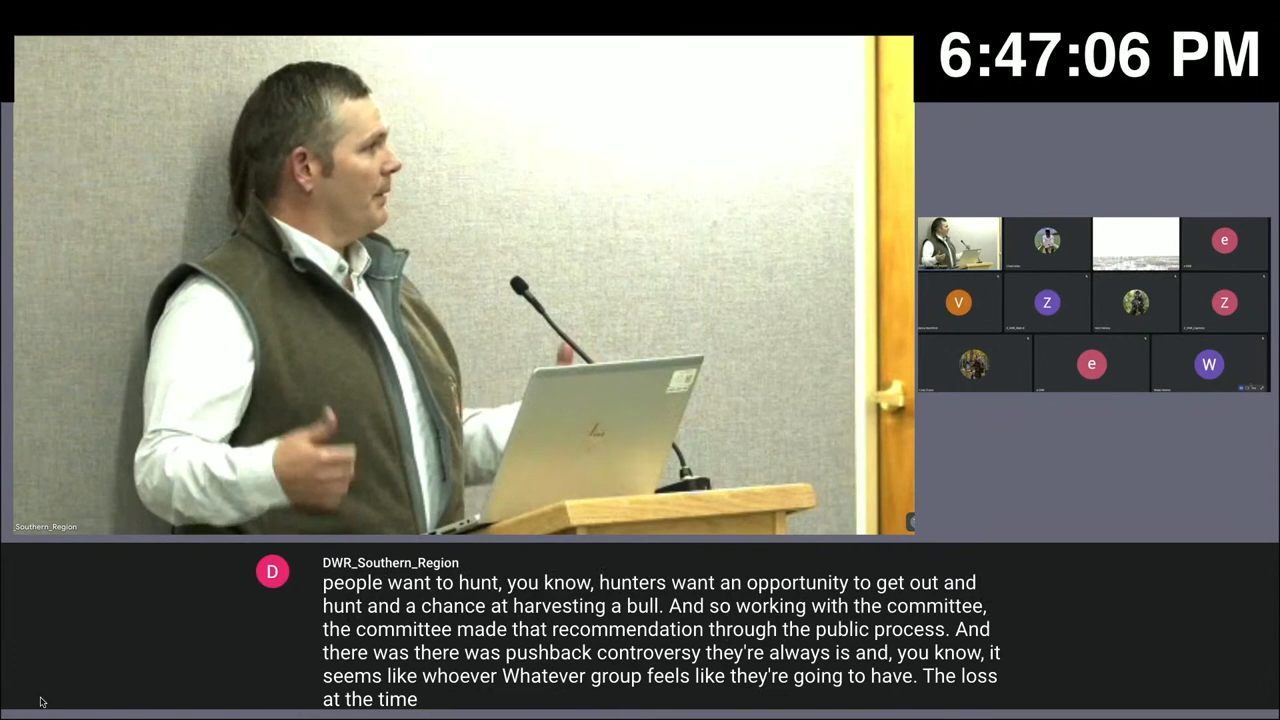 6:47:06 PM
e
V
Z
Z
e
W
_Southern_Region
D
DWR_Southern_Region
people want to hunt, you know, hunters want an opportunity to get out and
hunt and a chance at harvesting a bull. And so working with the committee,
the committee made that recommendation through the public process. And
there was there was pushback controversy they're always is and, you know, it
seems like whoever Whatever group feels like they're going to have. The loss
at the time